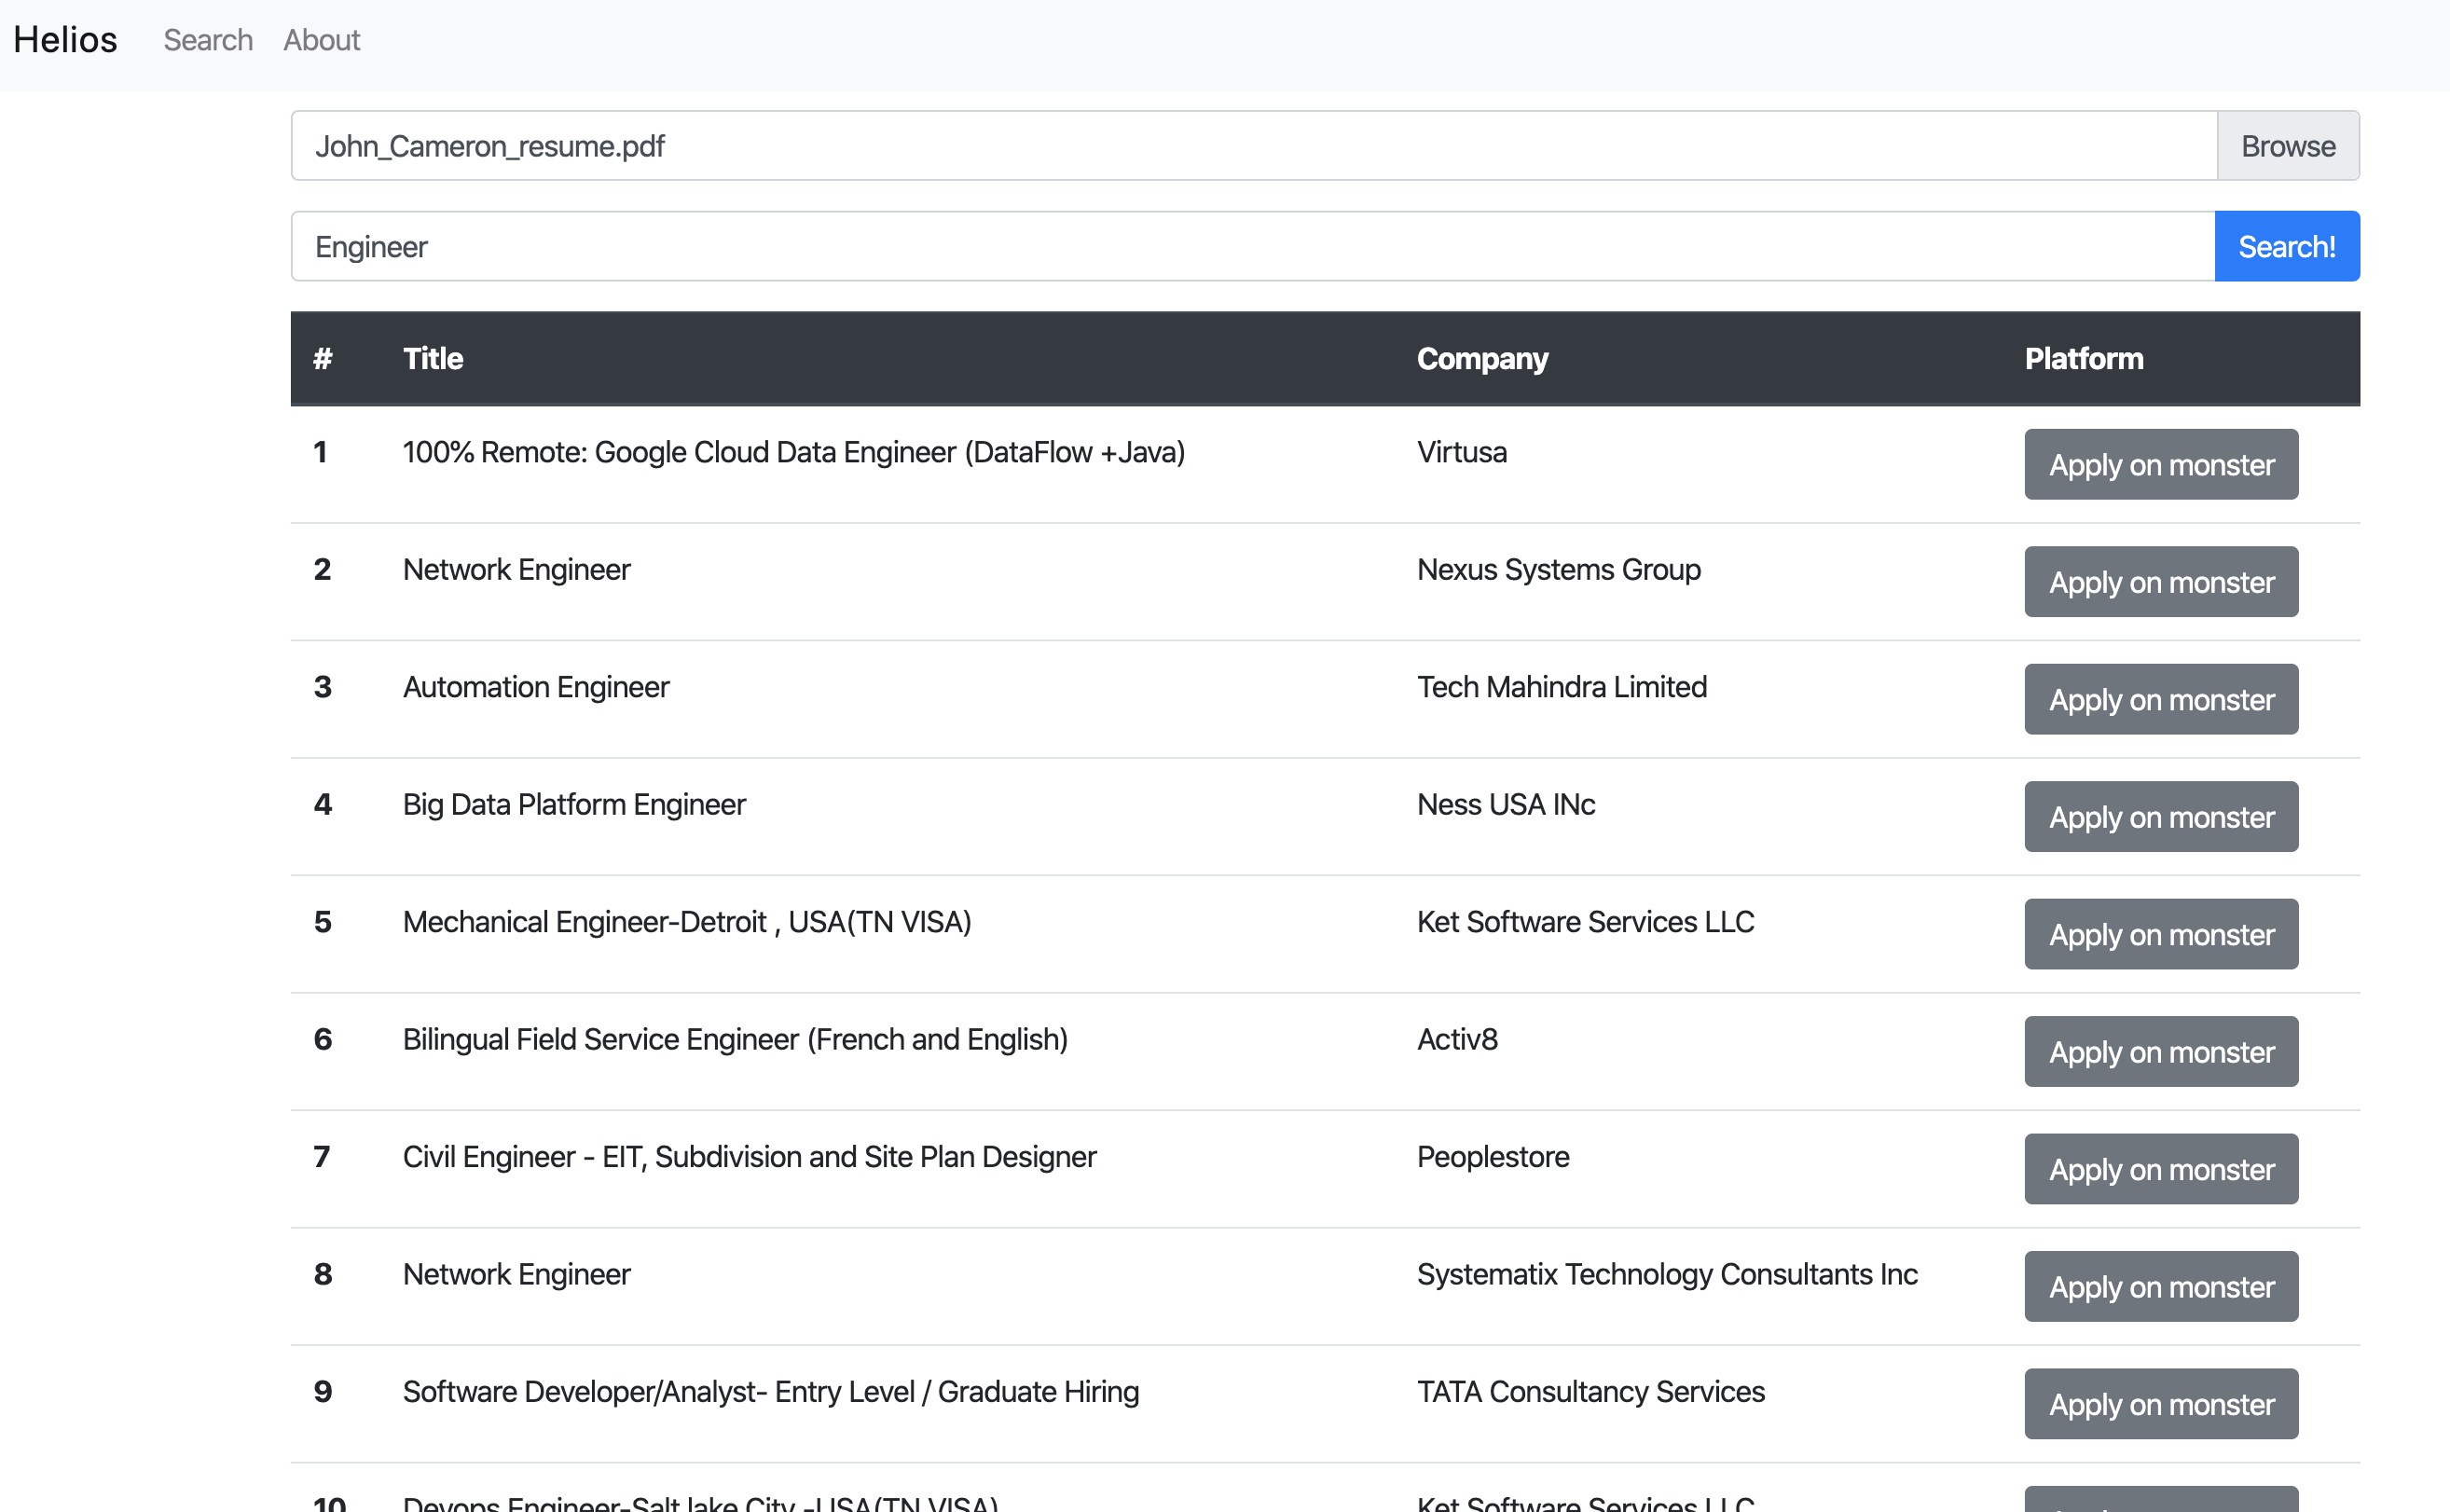 Helios Search About
John_Cameron_resume.pdf Browse
Engineer Search!
# Title Company Platform
1 100% Remote: Google Cloud Data Engineer (DataFlow +Java) Virtusa Apply on monster
2 Network Engineer Nexus Systems Group Apply on monster
3 Automation Engineer Tech Mahindra Limited Apply on monster
4 Big Data Platform Engineer Ness USA INc Apply on monster
5 Mechanical Engineer-Detroit , USA(TN VISA) Ket Software Services LLC Apply on monster
6 Bilingual Field Service Engineer (French and English) Activ8 Apply on monster
7 Civil Engineer - EIT, Subdivision and Site Plan Designer Peoplestore Apply on monster
8 Network Engineer Systematix Technology Consultants Inc Apply on monster
9 Software Developer/Analyst- Entry Level / Graduate Hiring TATA Consultancy Services Apply on monster
10 Devops Engineer-Salt lake City -USA(TN VISA) Ket Software Services LLC